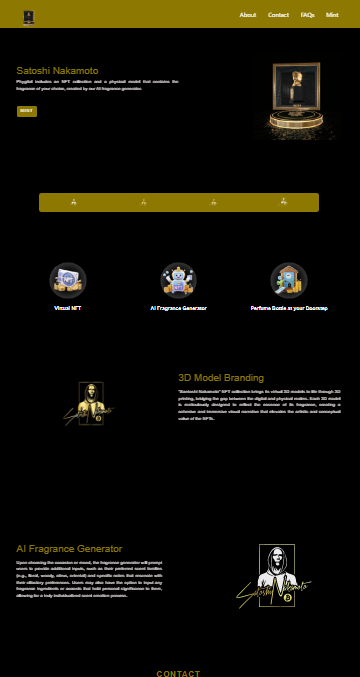 About Contact FAQs Mint
Satoshi Nakamoto
Phygital includes an NFT collection and a physical model that contains the
fragrance of your choice, created by our AI fragrance generator.
MINT
Virtual NFT
AI Fragrance Generator
Perfume Bottle at your Doorstep
3D Model Branding
"Satoshi Nakamoto" NFT collection brings its virtual 3D models to life through 3D
printing, bridging the gap between the digital and physical realms. Each 3D model
is meticulously designed to reflect the essence of its fragrance, creating a
cohesive and immersive visual narrative that elevates the artistic and conceptual
value of the NFTs.
Satoshi Nakamoto
AI Fragrance Generator
Upon choosing the occasion or mood, the fragrance generator will prompt
users to provide additional inputs, such as their preferred scent families
(e.g., floral, woody, citrus, oriental) and specific notes that resonate with
their olfactory preferences. Users may also have the option to input any
fragrance ingredients or accords that hold personal significance to them,
allowing for a truly individualized scent creation process.
Satoshi Nakamoto
CONTACT